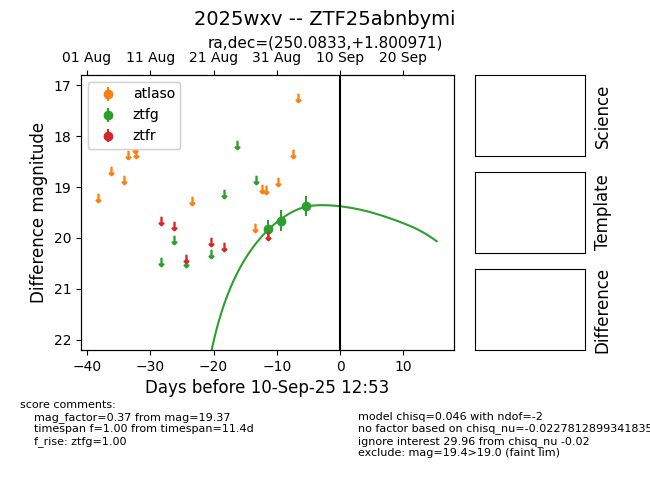 2025wxv -- ZTF25abnbymi
ra,dec=(250.0833,+1.800971)
01 Aug 11 Aug 21 Aug 31 Aug 10 Sep 20 Sep
17
18
19
20
21
22
Difference magnitude
atlaso
ztfg
ztfr
−40 −30 −20 −10 0 10
Days before 10-Sep-25 12:53
Science
Template
Difference
score comments:
mag_factor=0.37 from mag=19.37
timespan f=1.00 from timespan=11.4d
f_rise: ztfg=1.00
model chisq=0.046 with ndof=-2
no factor based on chisq_nu=-0.0227812899341835
ignore interest 29.96 from chisq_nu -0.02
exclude: mag=19.4>19.0 (faint lim)